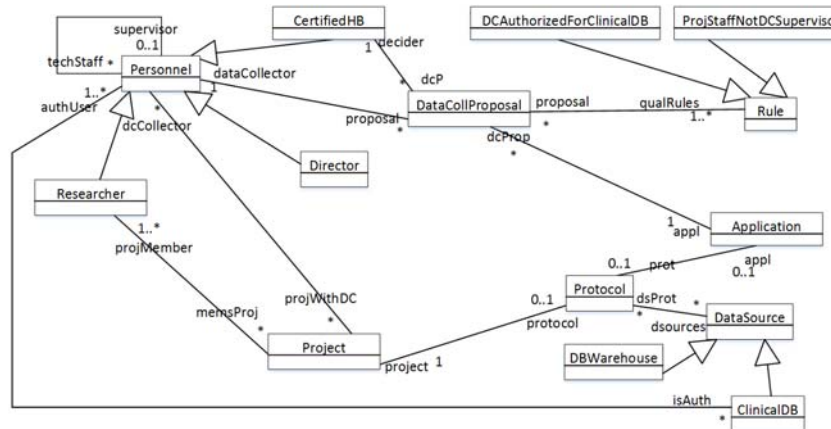 supervisor
CertifiedHB
DCAuthorizedForClinicalDB
ProjStaffNotDCSupervisor
0..1
1 decider
techStaff *
Personnel
dataCollector
* dcP
1..*
1
authUser
*
dcCollector
DataCollProposal
proposal
qualRules
Rule
proposal
*
*
1..*
dcProp
*
Director
Researcher
1..*
projMember
1
appl
Application
0..1
prot
appl
0..1
Protocol
projWithDC
memsProj *
*
0..1
protocol
dsProt
*
*
dsources
DataSource
Project
project 1
DBWarehouse
isAuth
*
ClinicalDB